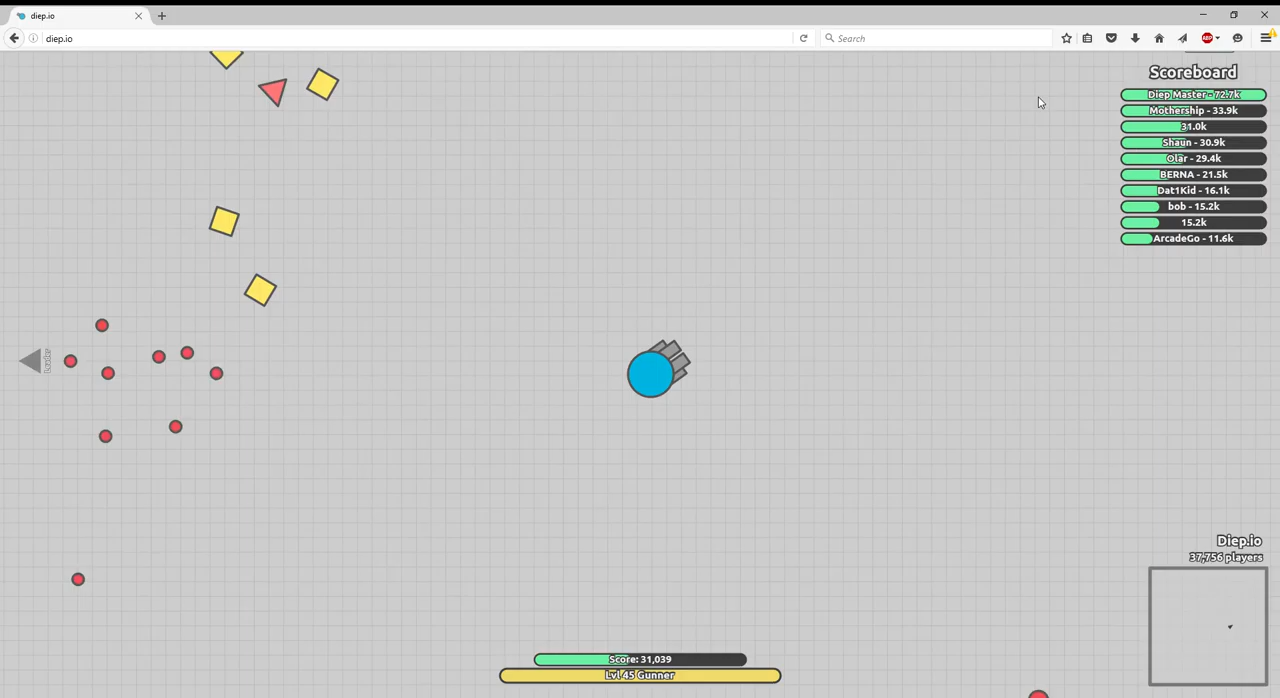 diep.io
diep.io
Search
ABP
Scoreboard
Diep Master - 72.7k
Mothership - 33.9k
31.0k
Shaun - 30.9k
Olar - 29.4k
BERNA - 21.5k
Dat1Kid - 16.1k
bob - 15.2k
15.2k
ArcadeGo - 11.6k
Leader
Diep.io
37,756 players
Score: 31,039
Lvl 45 Gunner